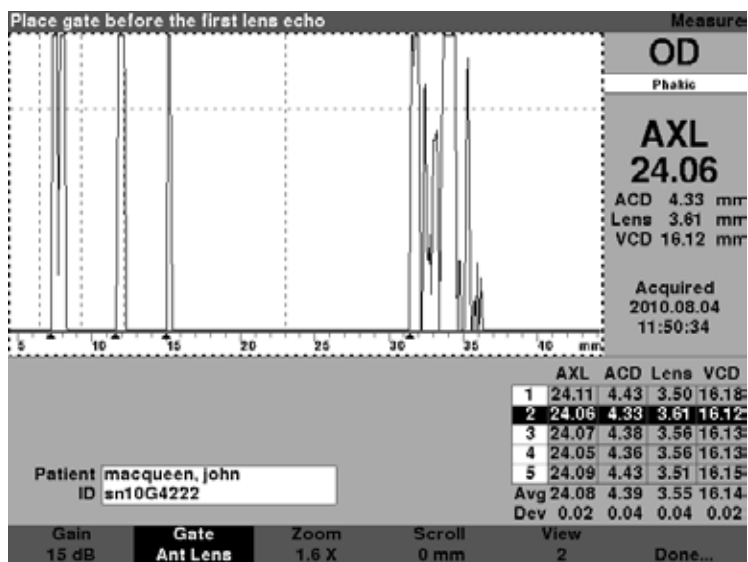 Place gate before the first lens echo Measure
OD
Phakic
AXL
24.06
ACD 4.33 mm
Lens 3.61 mm
VCD 16.12 mm
Acquired
2010.08.04
11:50:34
5 10 15 20 25 30 35 40 mm
AXL ACD Lens VCD
1 24.11 4.43 3.50 16.18
2 24.06 4.33 3.61 16.12
3 24.07 4.38 3.56 16.13
4 24.05 4.36 3.56 16.13
5 24.09 4.43 3.51 16.15
Avg 24.08 4.39 3.55 16.14
Dev 0.02 0.04 0.04 0.02
Patient macqueen, john
ID sn10G4222
Gain Gate Zoom Scroll View
15 dB Ant Lens 1.6 X 0 mm 2 Done...